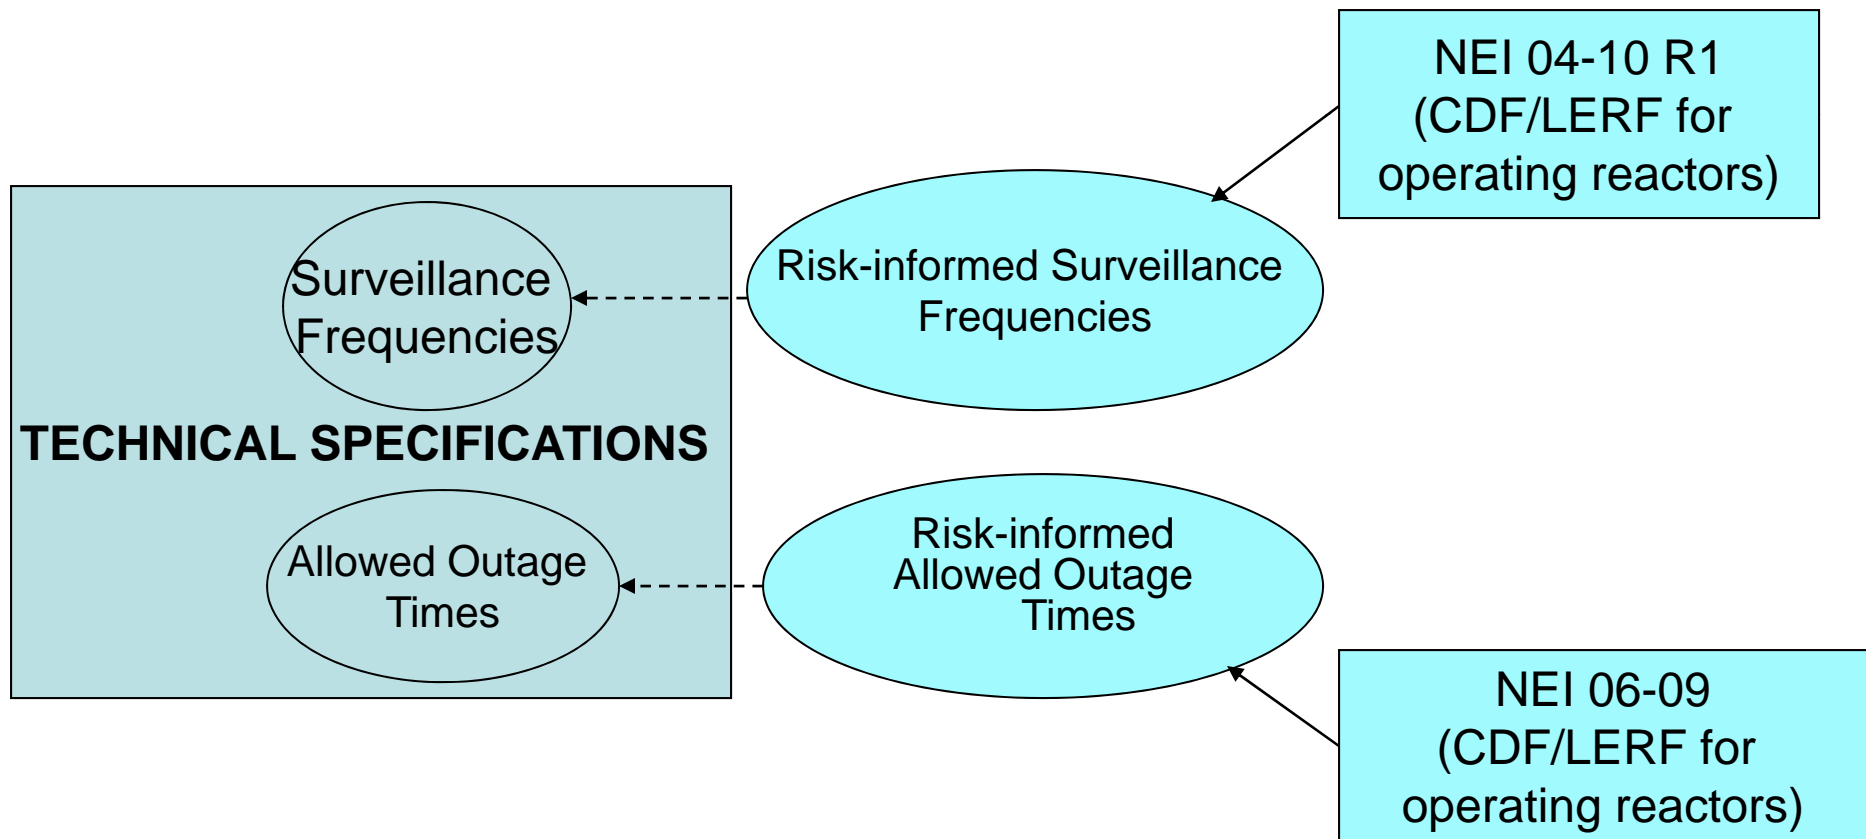 NEI 04-10 R1
(CDF/LERF for
operating reactors)
Risk-informed Surveillance
Frequencies
Surveillance
Frequencies
TECHNICAL SPECIFICATIONS
Allowed Outage
Times
Risk-informed
Allowed Outage
Times
NEI 06-09
(CDF/LERF for
operating reactors)